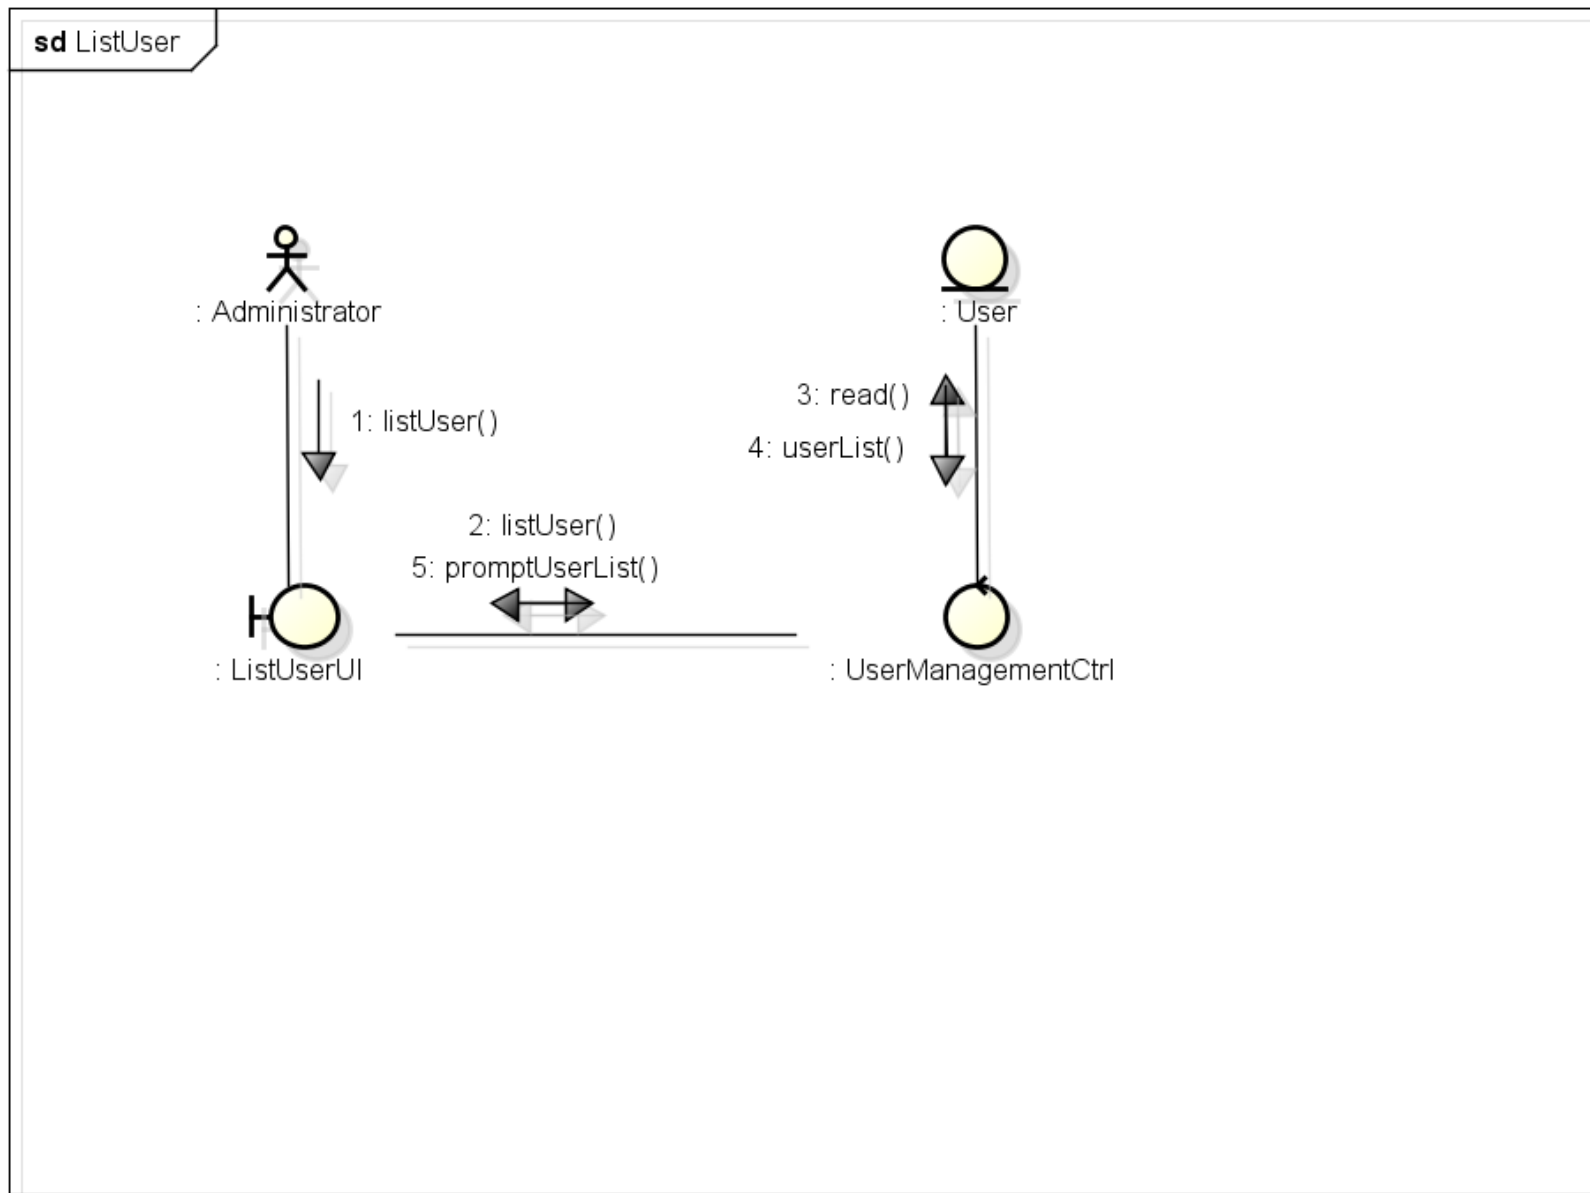 sd ListUser
: Administrator
: User
3: read()
1: listUser()
4: userList()
2: listUser()
5: promptUserList()
: ListUserUI
: UserManagementCtrl